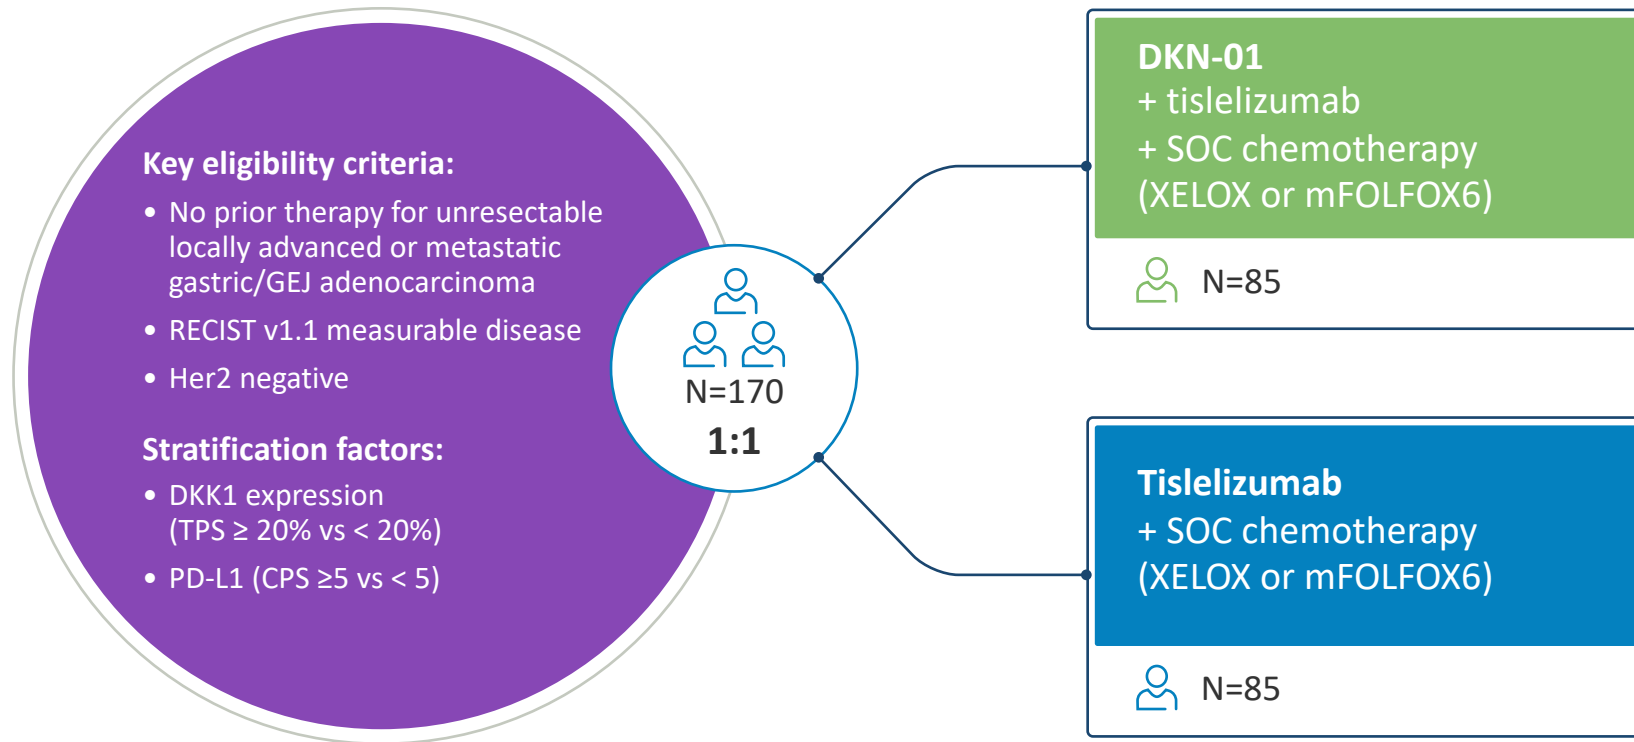 Key eligibility criteria:
• No prior therapy for unresectable
locally advanced or metastatic
gastric/GEJ adenocarcinoma
• RECIST v1.1 measurable disease
• Her2 negative
Stratification factors:
• DKK1 expression
(TPS ≥ 20% vs < 20%)
• PD-L1 (CPS ≥5 vs < 5)
N=170
1:1
DKN-01
+ tislelizumab
+ SOC chemotherapy
(XELOX or mFOLFOX6)
N=85
Tislelizumab
+ SOC chemotherapy
(XELOX or mFOLFOX6)
N=85